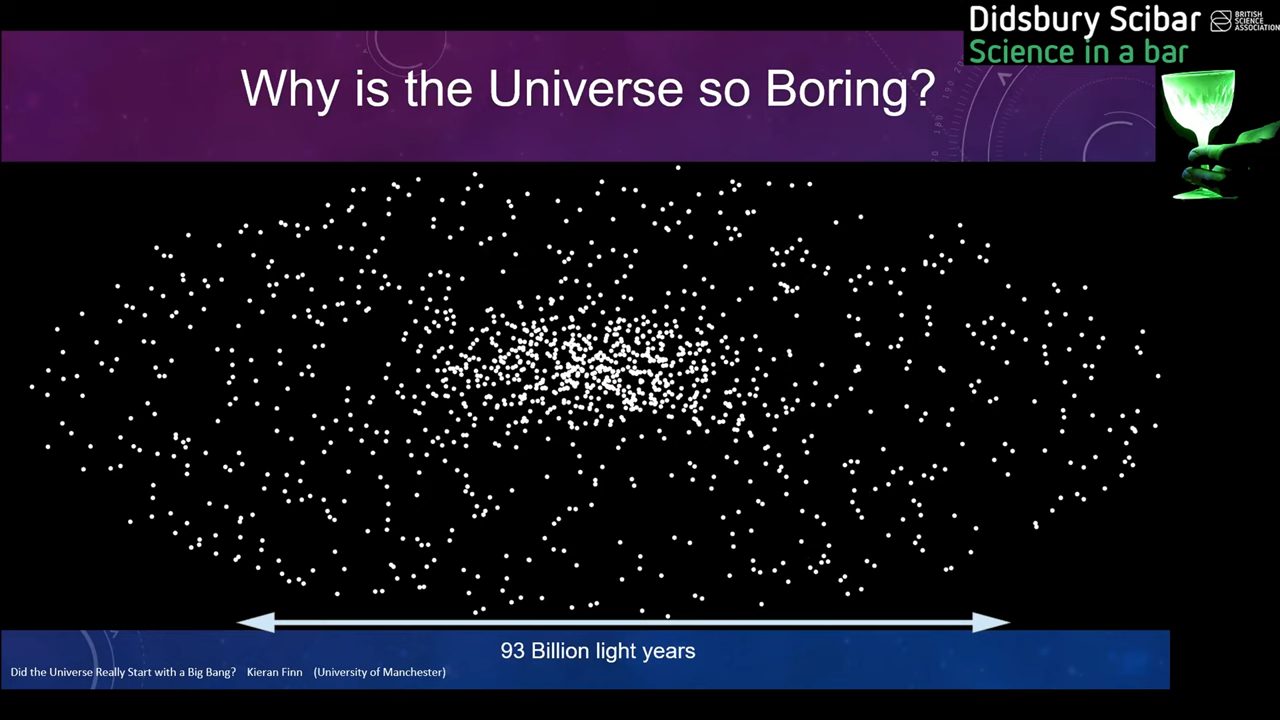 Didsbury Scibar
BRITISH
SCIENCE
ASSOCIATION
Science in a bar
Why is the Universe so Boring?
93 Billion light years
Did the Universe Really Start with a Big Bang? Kieran Finn (University of Manchester)